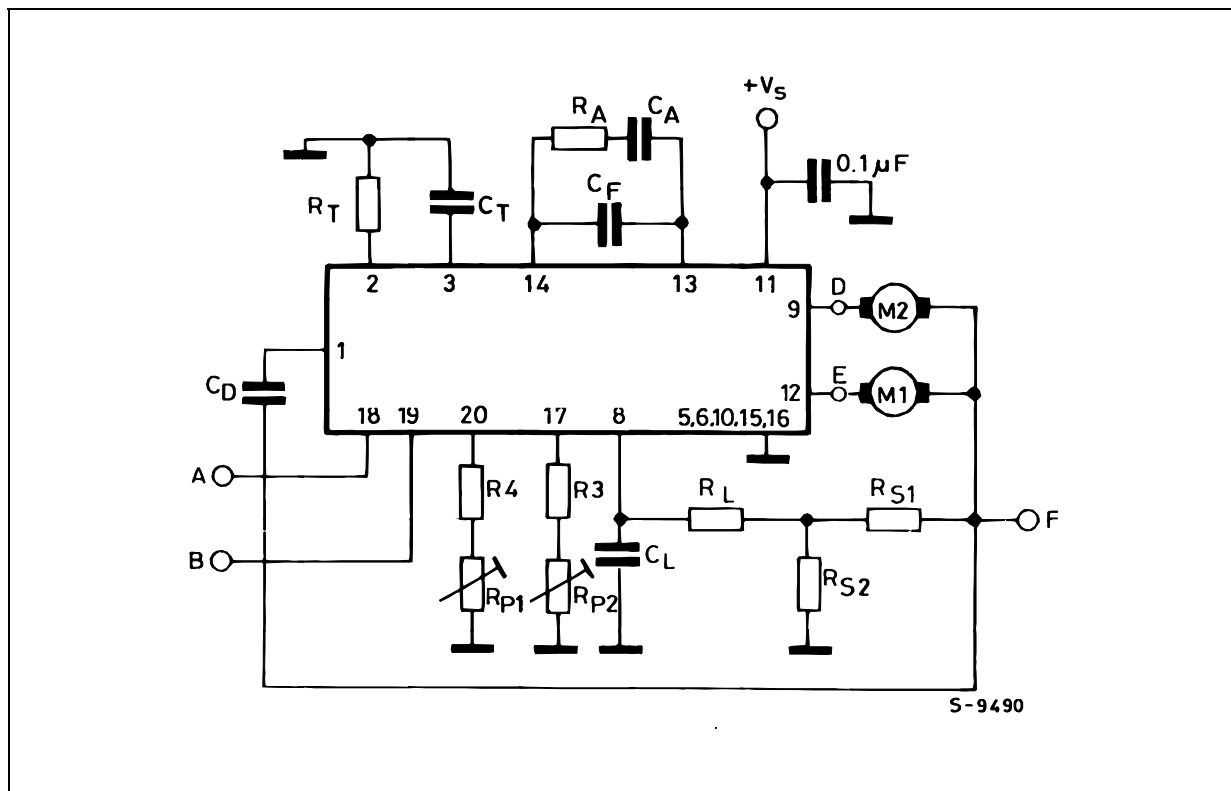 +VS
RA CA
0.1µF
RT
CT
CF
2 3 14 13 11
D
9
M2
1
E
12
M1
CD
18 19 20 17 8 5,6,10,15,16
A
R4 R3
RL
RS1
F
B
RP1
RP2
CL
RS2
S-9490